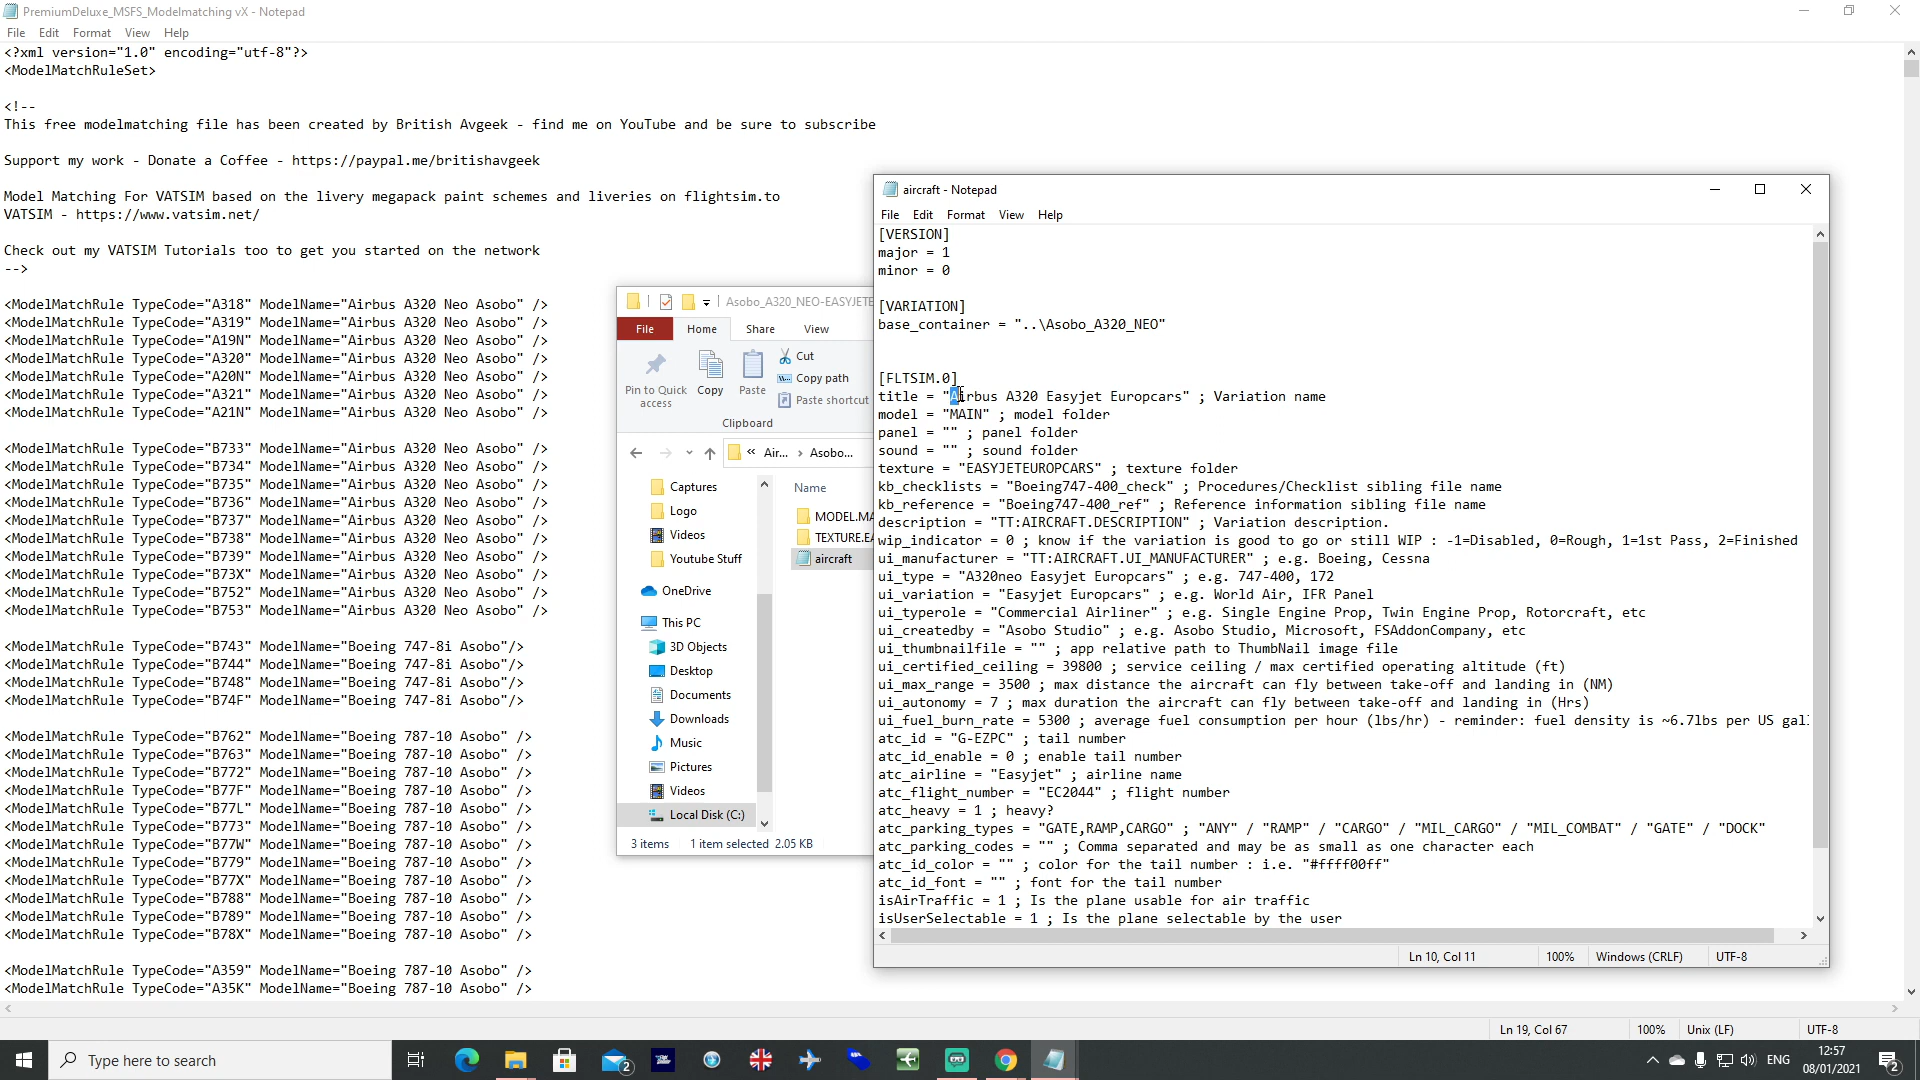 PremiumDeluxe_MSFS_Modelmatching vX - Notepad
File Edit Format View Help
<?xml version="1.0" encoding="utf-8"?>
<ModelMatchRuleSet>
<!--
This free modelmatching file has been created by British Avgeek - find me on YouTube and be sure to subscribe
Support my work - Donate a Coffee - https://paypal.me/britishavgeek
Model Matching For VATSIM based on the livery megapack paint schemes and liveries on flightsim.to
VATSIM - https://www.vatsim.net/
Check out my VATSIM Tutorials too to get you started on the network
-->
<ModelMatchRule TypeCode="A318" ModelName="Airbus A320 Neo Asobo" />
<ModelMatchRule TypeCode="A319" ModelName="Airbus A320 Neo Asobo" />
<ModelMatchRule TypeCode="A19N" ModelName="Airbus A320 Neo Asobo" />
<ModelMatchRule TypeCode="A320" ModelName="Airbus A320 Neo Asobo" />
<ModelMatchRule TypeCode="A20N" ModelName="Airbus A320 Neo Asobo" />
<ModelMatchRule TypeCode="A321" ModelName="Airbus A320 Neo Asobo" />
<ModelMatchRule TypeCode="A21N" ModelName="Airbus A320 Neo Asobo" />
<ModelMatchRule TypeCode="B733" ModelName="Airbus A320 Neo Asobo" />
<ModelMatchRule TypeCode="B734" ModelName="Airbus A320 Neo Asobo" />
<ModelMatchRule TypeCode="B735" ModelName="Airbus A320 Neo Asobo" />
<ModelMatchRule TypeCode="B736" ModelName="Airbus A320 Neo Asobo" />
<ModelMatchRule TypeCode="B737" ModelName="Airbus A320 Neo Asobo" />
<ModelMatchRule TypeCode="B738" ModelName="Airbus A320 Neo Asobo" />
<ModelMatchRule TypeCode="B739" ModelName="Airbus A320 Neo Asobo" />
<ModelMatchRule TypeCode="B73X" ModelName="Airbus A320 Neo Asobo" />
<ModelMatchRule TypeCode="B752" ModelName="Airbus A320 Neo Asobo" />
<ModelMatchRule TypeCode="B753" ModelName="Airbus A320 Neo Asobo" />
<ModelMatchRule TypeCode="B743" ModelName="Boeing 747-8i Asobo"/>
<ModelMatchRule TypeCode="B744" ModelName="Boeing 747-8i Asobo"/>
<ModelMatchRule TypeCode="B748" ModelName="Boeing 747-8i Asobo"/>
<ModelMatchRule TypeCode="B74F" ModelName="Boeing 747-8i Asobo"/>
<ModelMatchRule TypeCode="B762" ModelName="Boeing 787-10 Asobo" />
<ModelMatchRule TypeCode="B763" ModelName="Boeing 787-10 Asobo" />
<ModelMatchRule TypeCode="B772" ModelName="Boeing 787-10 Asobo" />
<ModelMatchRule TypeCode="B77F" ModelName="Boeing 787-10 Asobo" />
<ModelMatchRule TypeCode="B77L" ModelName="Boeing 787-10 Asobo" />
<ModelMatchRule TypeCode="B773" ModelName="Boeing 787-10 Asobo" />
<ModelMatchRule TypeCode="B77W" ModelName="Boeing 787-10 Asobo" />
<ModelMatchRule TypeCode="B779" ModelName="Boeing 787-10 Asobo" />
<ModelMatchRule TypeCode="B77X" ModelName="Boeing 787-10 Asobo" />
<ModelMatchRule TypeCode="B788" ModelName="Boeing 787-10 Asobo" />
<ModelMatchRule TypeCode="B789" ModelName="Boeing 787-10 Asobo" />
<ModelMatchRule TypeCode="B78X" ModelName="Boeing 787-10 Asobo" />
<ModelMatchRule TypeCode="A359" ModelName="Boeing 787-10 Asobo" />
<ModelMatchRule TypeCode="A35K" ModelName="Boeing 787-10 Asobo" />
Ln 19, Col 67 100% Unix (LF) UTF-8
Asobo_A320_NEO-EASYJETE
File Home Share View
Pin to Quick access
Copy
Paste
Cut
Copy path
Paste shortcut
Clipboard
« Air... > Asobo...
Captures
Logo
Videos
Youtube Stuff
OneDrive
This PC
3D Objects
Desktop
Documents
Downloads
Music
Pictures
Videos
Local Disk (C:)
Name
MODEL.MA
TEXTURE.EA
aircraft
3 items 1 item selected 2.05 KB
aircraft - Notepad
File Edit Format View Help
[VERSION]
major = 1
minor = 0
[VARIATION]
base_container = "..\Asobo_A320_NEO"
[FLTSIM.0]
title = "Airbus A320 Easyjet Europcars" ; Variation name
model = "MAIN" ; model folder
panel = "" ; panel folder
sound = "" ; sound folder
texture = "EASYJETEUROPCARS" ; texture folder
kb_checklists = "Boeing747-400_check" ; Procedures/Checklist sibling file name
kb_reference = "Boeing747-400_ref" ; Reference information sibling file name
description = "TT:AIRCRAFT.DESCRIPTION" ; Variation description.
wip_indicator = 0 ; know if the variation is good to go or still WIP : -1=Disabled, 0=Rough, 1=1st Pass, 2=Finished
ui_manufacturer = "TT:AIRCRAFT.UI_MANUFACTURER" ; e.g. Boeing, Cessna
ui_type = "A320neo Easyjet Europcars" ; e.g. 747-400, 172
ui_variation = "Easyjet Europcars" ; e.g. World Air, IFR Panel
ui_typerole = "Commercial Airliner" ; e.g. Single Engine Prop, Twin Engine Prop, Rotorcraft, etc
ui_createdby = "Asobo Studio" ; e.g. Asobo Studio, Microsoft, FSAddonCompany, etc
ui_thumbnailfile = "" ; app relative path to ThumbNail image file
ui_certified_ceiling = 39800 ; service ceiling / max certified operating altitude (ft)
ui_max_range = 3500 ; max distance the aircraft can fly between take-off and landing in (NM)
ui_autonomy = 7 ; max duration the aircraft can fly between take-off and landing in (Hrs)
ui_fuel_burn_rate = 5300 ; average fuel consumption per hour (lbs/hr) - reminder: fuel density is ~6.7lbs per US gal
atc_id = "G-EZPC" ; tail number
atc_id_enable = 0 ; enable tail number
atc_airline = "Easyjet" ; airline name
atc_flight_number = "EC2044" ; flight number
atc_heavy = 1 ; heavy?
atc_parking_types = "GATE,RAMP,CARGO" ; "ANY" / "RAMP" / "CARGO" / "MIL_CARGO" / "MIL_COMBAT" / "GATE" / "DOCK"
atc_parking_codes = "" ; Comma separated and may be as small as one character each
atc_id_color = "" ; color for the tail number : i.e. "#ffff00ff"
atc_id_font = "" ; font for the tail number
isAirTraffic = 1 ; Is the plane usable for air traffic
isUserSelectable = 1 ; Is the plane selectable by the user
Ln 10, Col 11 100% Windows (CRLF) UTF-8
Type here to search
2
ENG
12:57
08/01/2021
2